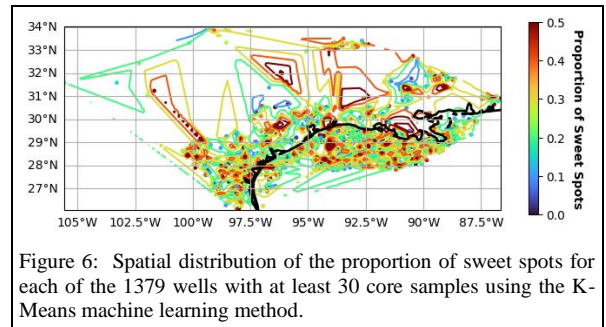 34°N
33°N
32°N
31°N
30°N
29°N
28°N
27°N
105°W 102.5°W 100°W 97.5°W 95°W 92.5°W 90°W 87.5°W
0.5
0.4
0.3
0.2
0.1
0.0
Proportion of Sweet Spots
Figure 6: Spatial distribution of the proportion of sweet spots for
each of the 1379 wells with at least 30 core samples using the K-
Means machine learning method.